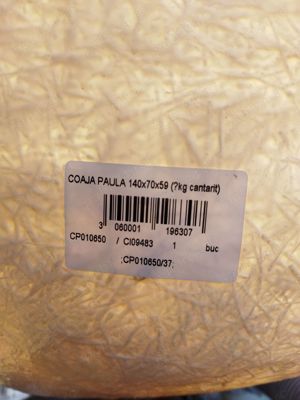 COAJA PAULA 140x70x59 (?kg cantarit)
3 060001 196307
CP010650 / CI09483 1 buc
;CP010650/37;